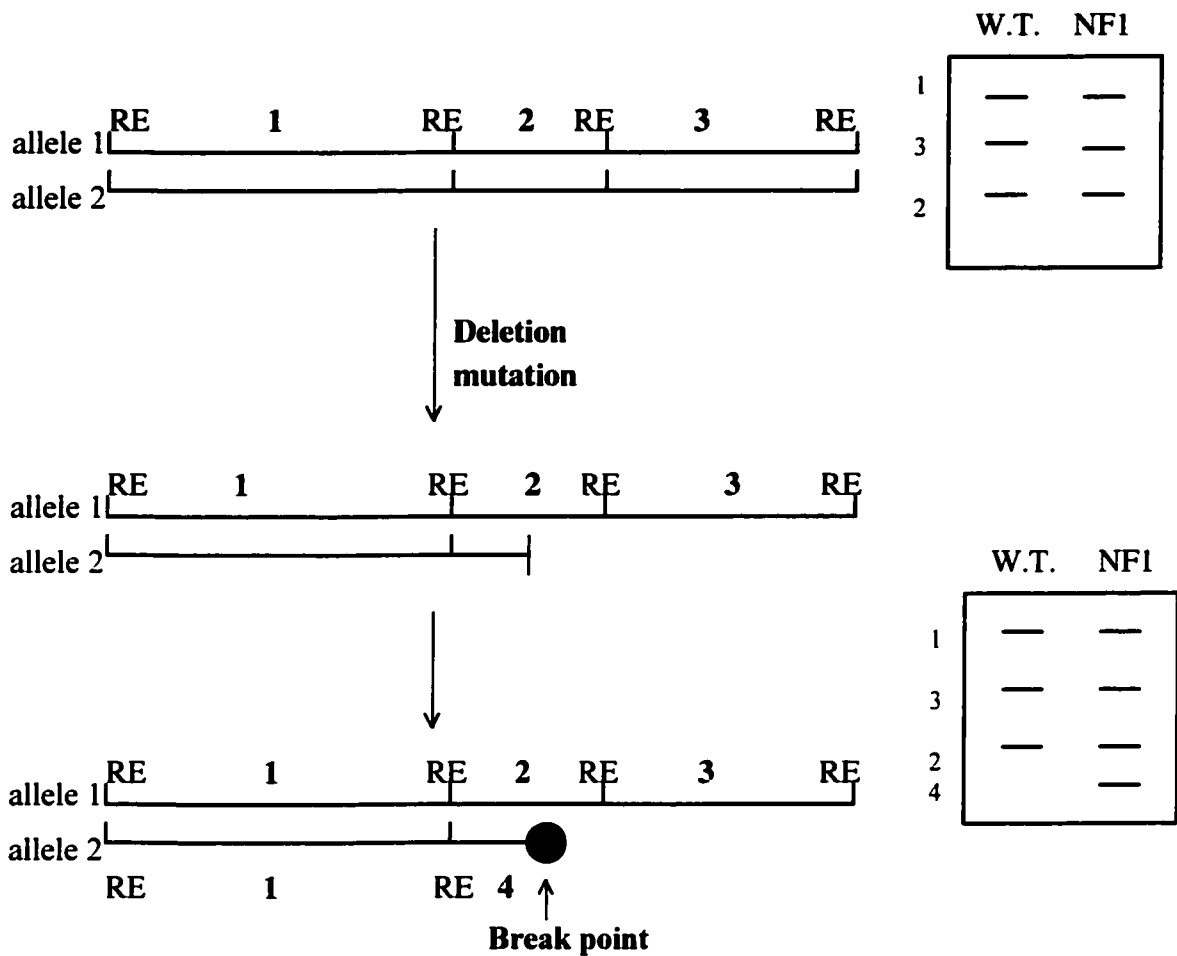 W.T. NF1
1
3
2
RE 1 RE 2 RE 3 RE
allele 1
allele 2
Deletion
mutation
RE 1 RE 2 RE 3 RE
allele 1
allele 2
W.T. NF1
1
3
2
4
RE 1 RE 2 RE 3 RE
allele 1
allele 2
RE 1 RE 4
Break point